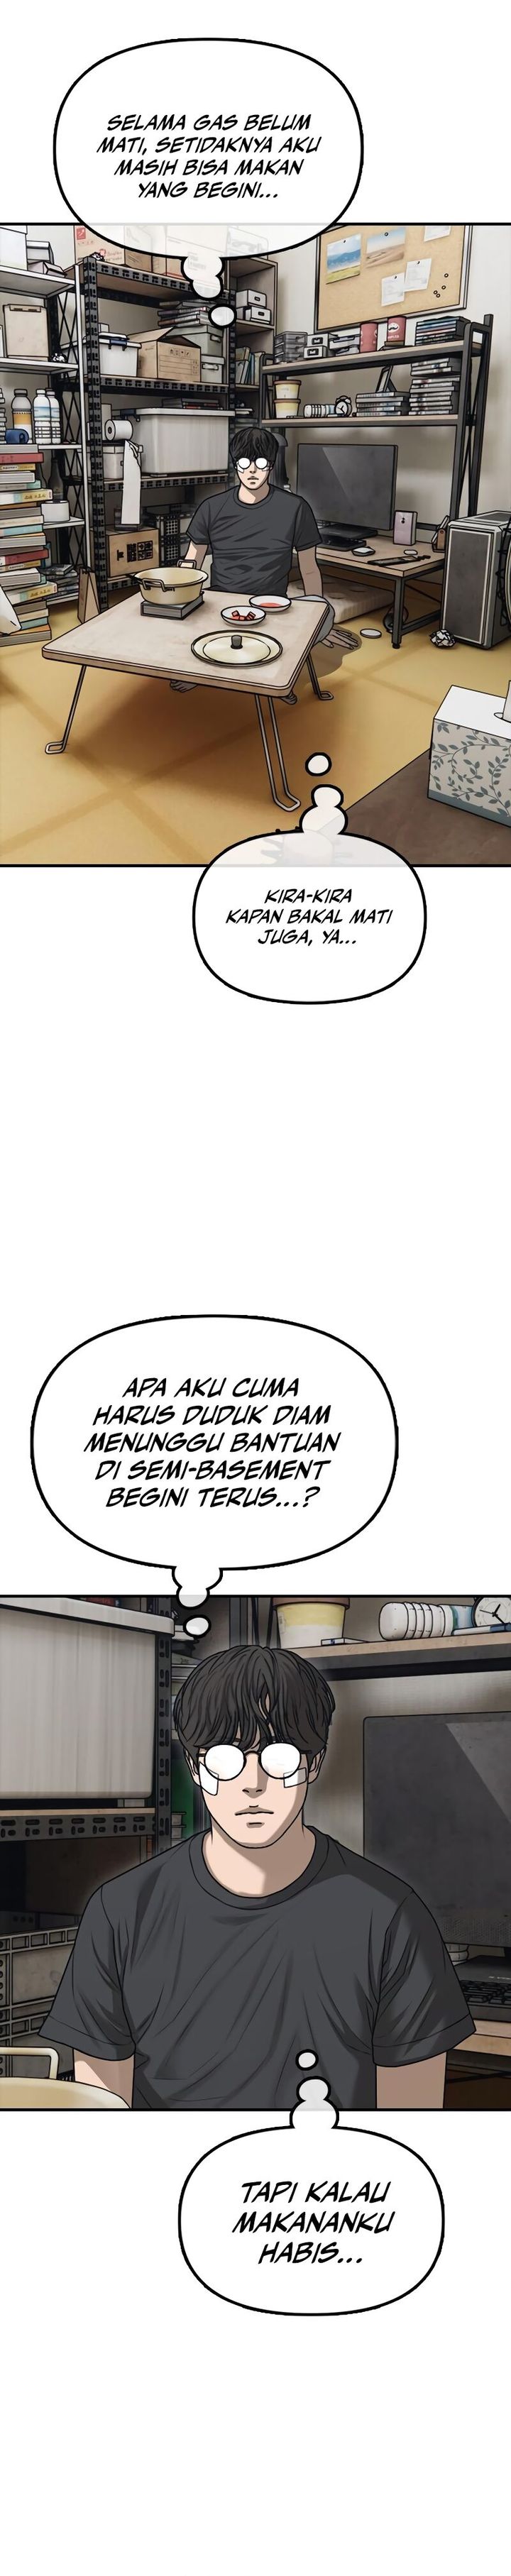 SELAMA GAS BELUM
MATI, SETIDAKNYA AKU
MASIH BISA MAKAN
YANG BEGINI...
KIRA-KIRA
KAPAN BAKAL MATI
JUGA, YA...
APA AKU CUMA
HARUS DUDUK DIAM
MENUNGGU BANTUAN
DI SEMI-BASEMENT
BEGINI TERUS...?
TAPI KALAU
MAKANANKU
HABIS...